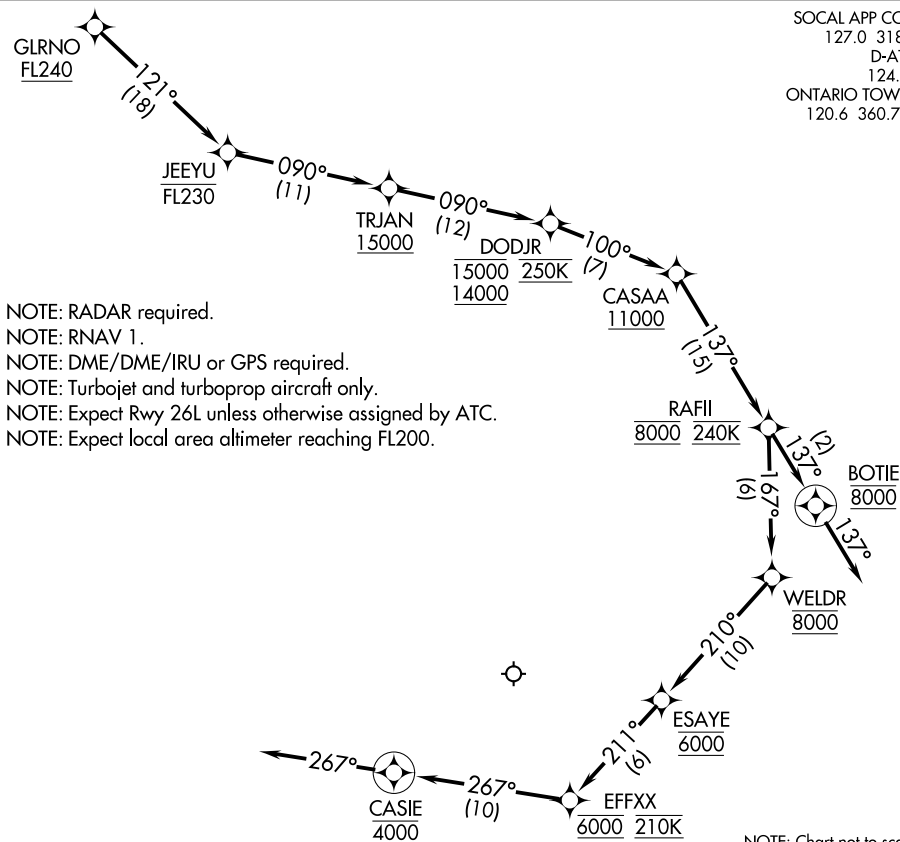 SOCAL APP CO
127.0 318
D-AT
124.
ONTARIO TOW
120.6 360.7
GLRNO
FL240
121°
(18)
JEEYU
FL230
090°
(11)
TRJAN
15000
090°
(12)
DODJR
15000 250K
14000
100°
(7)
CASAA
11000
NOTE: RADAR required.
NOTE: RNAV 1.
NOTE: DME/DME/IRU or GPS required.
NOTE: Turbojet and turboprop aircraft only.
NOTE: Expect Rwy 26L unless otherwise assigned by ATC.
NOTE: Expect local area altimeter reaching FL200.
137°
(15)
RAFII
8000 240K
137°
(2)
BOTIE
8000
137°
167°
(6)
WELDR
8000
210°
(10)
ESAYE
6000
211°
(6)
EFFXX
6000 210K
267°
(10)
CASIE
4000
267°